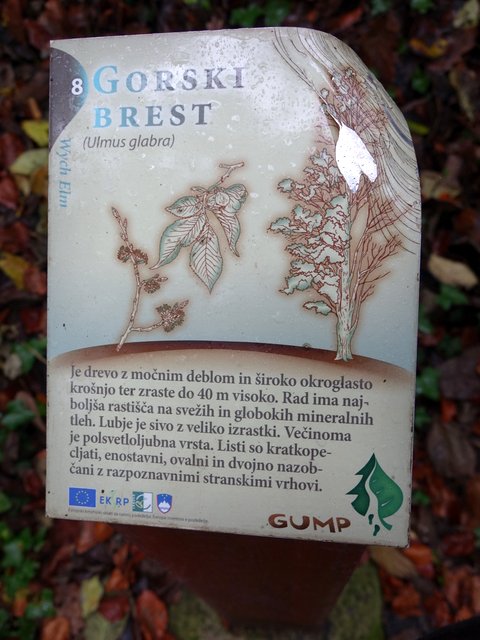 8
GORSKI
BREST
(Ulmus glabra)
Wych Elm
Je drevo z močnim deblom in široko okroglasto
krošnjo ter zraste do 40 m visoko. Rad ima naj-
boljša rastišča na svežih in globokih mineralnih
tleh. Lubje je sivo z veliko izrastki. Večinoma
je polsvetloljubna vrsta. Listi so kratkope-
cljati, enostavni, ovalni in dvojno nazob-
čani z razpoznavnimi stranskimi vrhovi.
GUMP